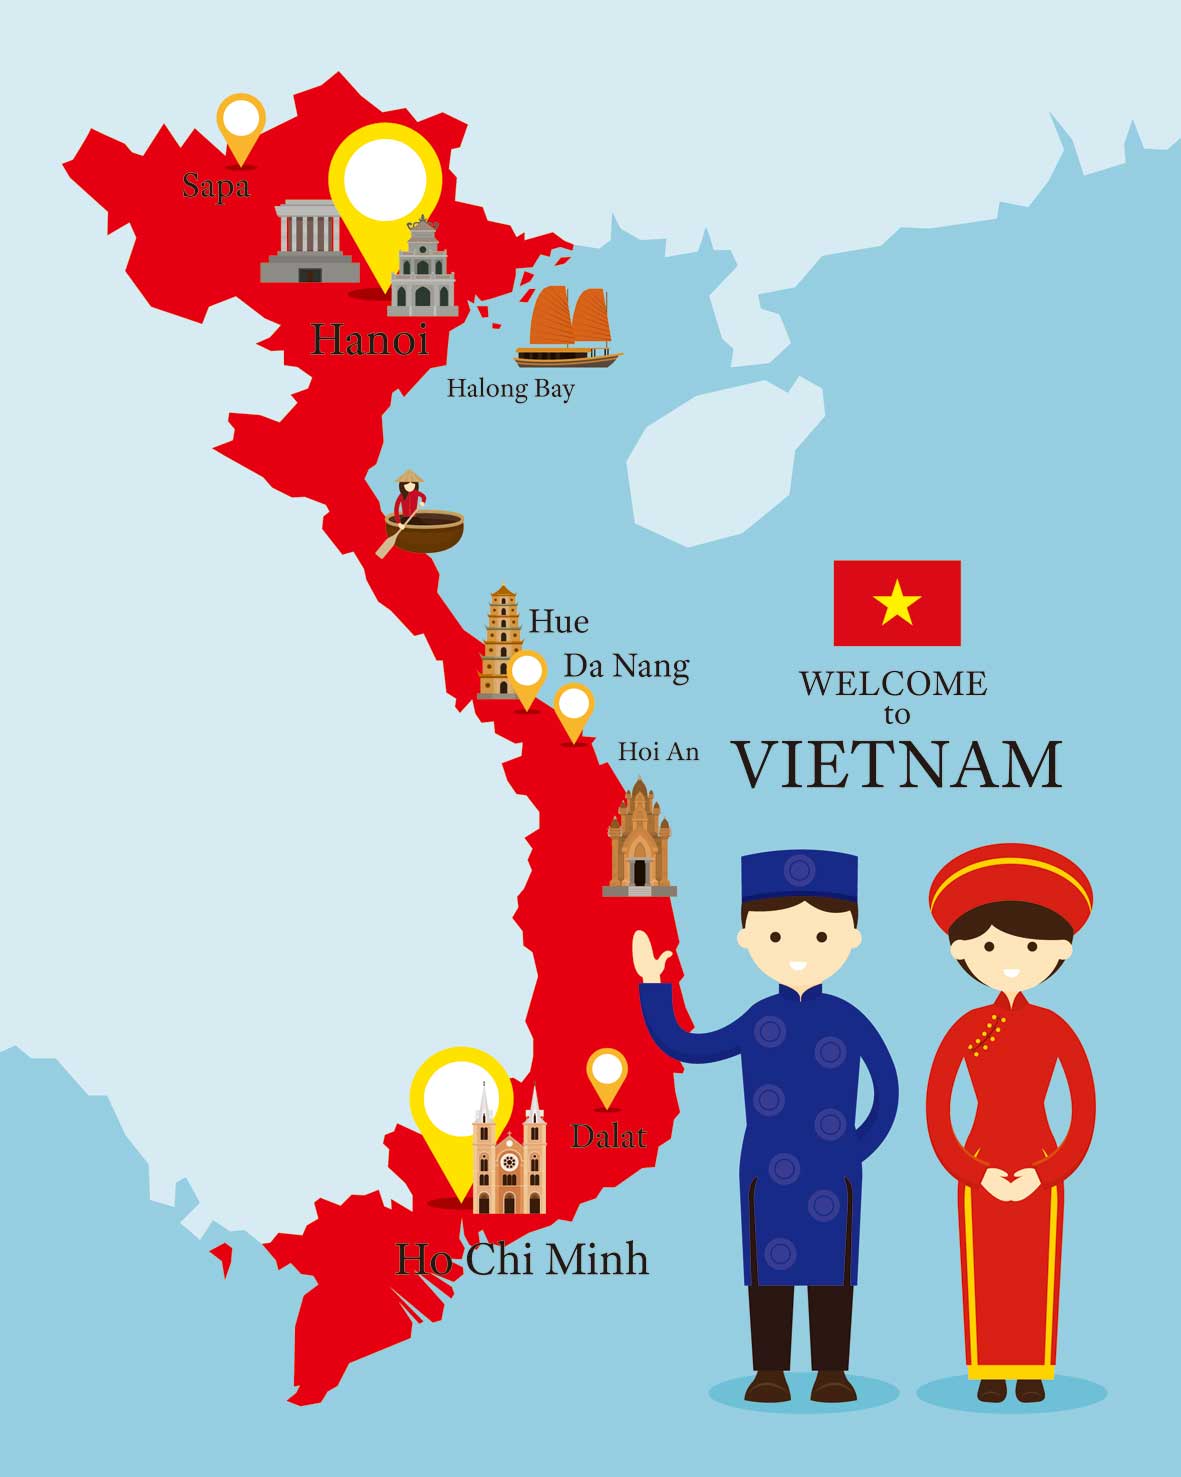 Sapa
Hanoi
Halong Bay
Hue
Da Nang
Hoi An
WELCOME
to
VIETNAM
Dalat
Ho Chi Minh